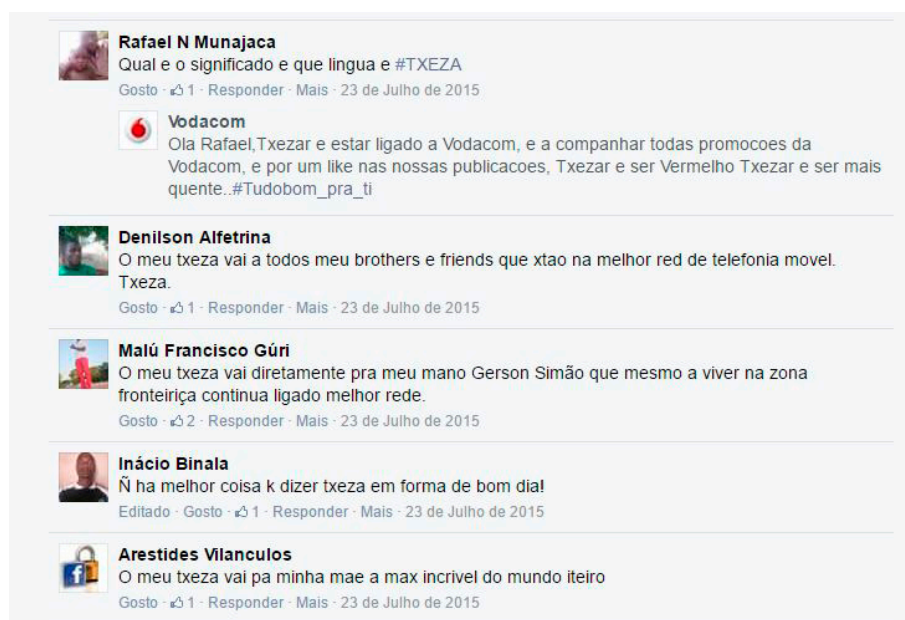 Rafael N Munajaca
Qual e o significado e que lingua e #TXEZA
Gosto · 1 · Responder · Mais · 23 de Julho de 2015
Vodacom
Ola Rafael,Txezar e estar ligado a Vodacom, e a companhar todas promocoes da
Vodacom, e por um like nas nossas publicacoes, Txezar e ser Vermelho Txezar e ser mais
quente..#Tudobom_pra_ti
Denilson Alfetrina
O meu txeza vai a todos meu brothers e friends que xtao na melhor red de telefonia movel.
Txeza.
Gosto · 1 · Responder · Mais · 23 de Julho de 2015
Malú Francisco Gúri
O meu txeza vai diretamente pra meu mano Gerson Simão que mesmo a viver na zona
fronteiriça continua ligado melhor rede.
Gosto · 2 · Responder · Mais · 23 de Julho de 2015
Inácio Binala
Ñ ha melhor coisa k dizer txeza em forma de bom dia!
Editado · Gosto · 1 · Responder · Mais · 23 de Julho de 2015
Arestides Vilanculos
O meu txeza vai pa minha mae a max incrivel do mundo iteiro
Gosto · 1 · Responder · Mais · 23 de Julho de 2015